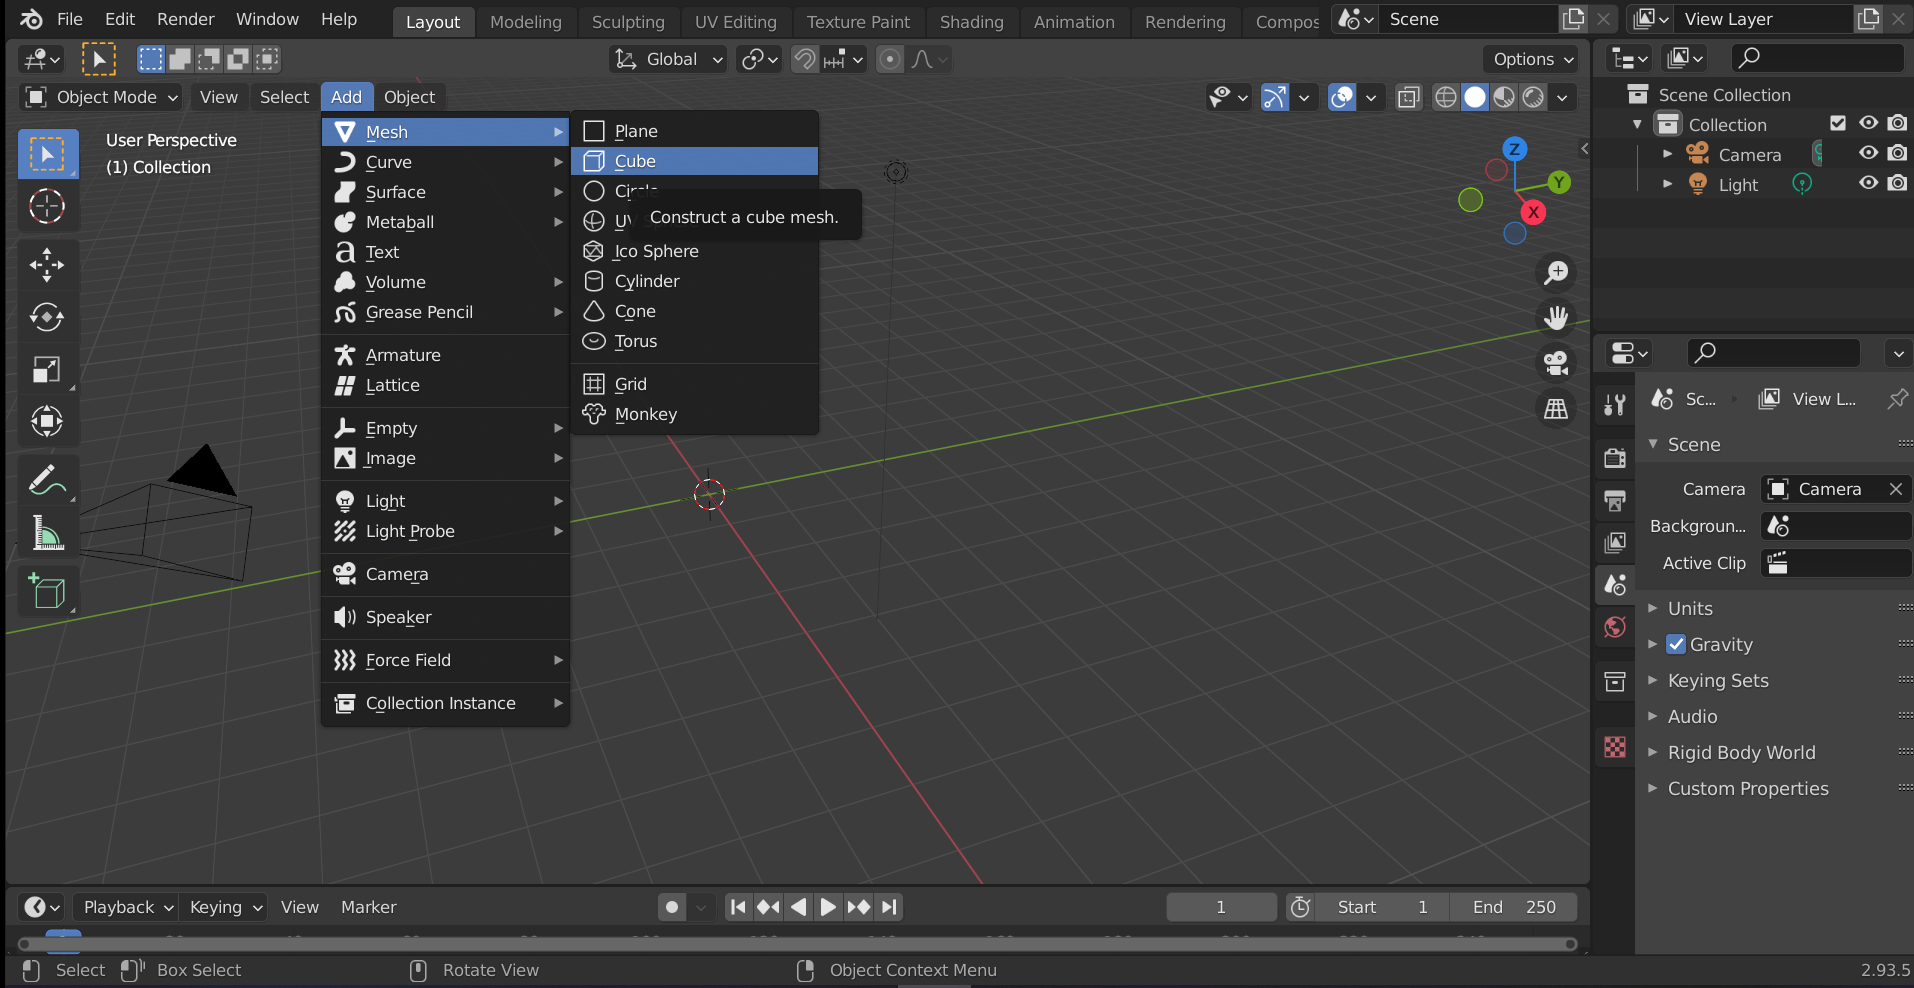 File Edit Render Window Help Layout Modeling Sculpting UV Editing Texture Paint Shading Animation Rendering Compos Scene View Layer
Global Options
Object Mode View Select Add Object
User Perspective
(1) Collection
Mesh
Curve
Surface
Metaball
Text
Volume
Grease Pencil
Armature
Lattice
Empty
Image
Light
Light Probe
Camera
Speaker
Force Field
Collection Instance
Plane
Cube
Circle
UV Sphere
Construct a cube mesh.
Ico Sphere
Cylinder
Cone
Torus
Grid
Monkey
Z
Y
X
Scene Collection
Collection
Camera
Light
Sc... View L...
Scene
Camera Camera
Backgroun...
Active Clip
Units
Gravity
Keying Sets
Audio
Rigid Body World
Custom Properties
Playback Keying View Marker 1 Start 1 End 250
Select Box Select Rotate View Object Context Menu 2.93.5